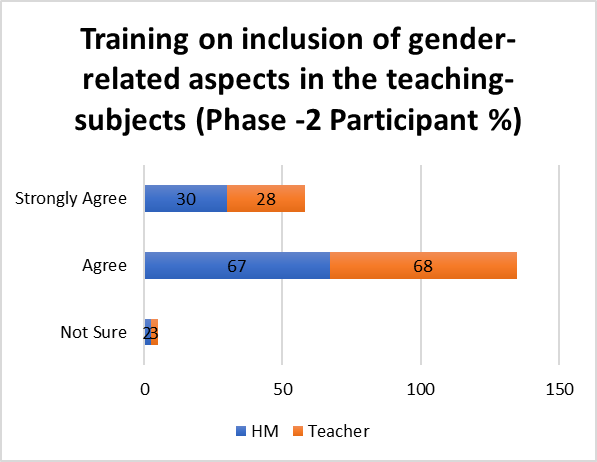 Training on inclusion of gender-
related aspects in the teaching-
subjects (Phase -2 Participant %)
Strongly Agree 30 28
Agree 67 68
Not Sure 2 3
0 50 100 150
HM Teacher